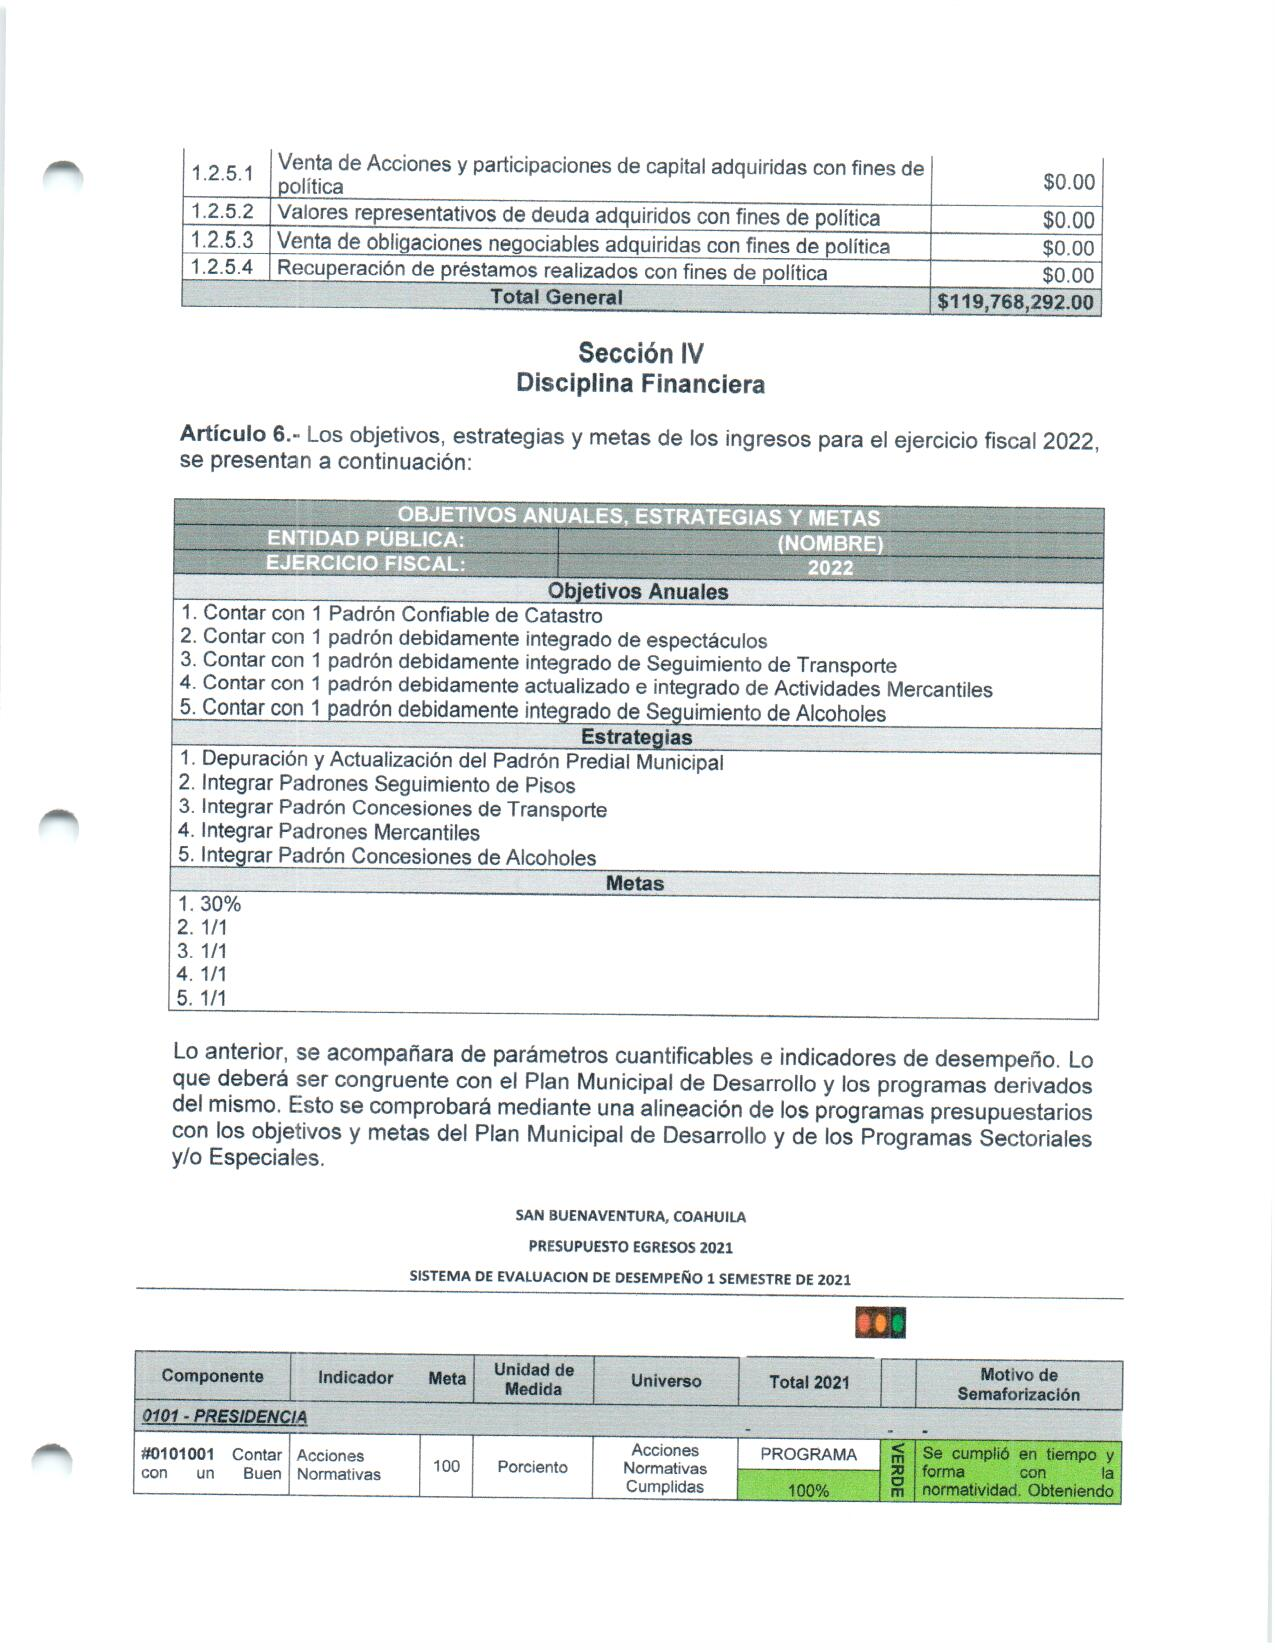 1.2.5.1 Venta de Acciones y participaciones de capital adquiridas con fines de
política $0.00
1.2.5.2 Valores representativos de deuda adquiridos con fines de política $0.00
1.2.5.3 Venta de obligaciones negociables adquiridas con fines de política $0.00
1.2.5.4 Recuperación de préstamos realizados con fines de política $0.00
Total General $119,768,292.00
Sección IV
Disciplina Financiera
Artículo 6.- Los objetivos, estrategias y metas de los ingresos para el ejercicio fiscal 2022,
se presentan a continuación:
OBJETIVOS ANUALES, ESTRATEGIAS Y METAS
ENTIDAD PÚBLICA: (NOMBRE)
EJERCICIO FISCAL: 2022
Objetivos Anuales
1. Contar con 1 Padrón Confiable de Catastro
2. Contar con 1 padrón debidamente integrado de espectáculos
3. Contar con 1 padrón debidamente integrado de Seguimiento de Transporte
4. Contar con 1 padrón debidamente actualizado e integrado de Actividades Mercantiles
5. Contar con 1 padrón debidamente integrado de Seguimiento de Alcoholes
Estrategias
1. Depuración y Actualización del Padrón Predial Municipal
2. Integrar Padrones Seguimiento de Pisos
3. Integrar Padrón Concesiones de Transporte
4. Integrar Padrones Mercantiles
5. Integrar Padrón Concesiones de Alcoholes
Metas
1. 30%
2. 1/1
3. 1/1
4. 1/1
5. 1/1
Lo anterior, se acompañara de parámetros cuantificables e indicadores de desempeño. Lo
que deberá ser congruente con el Plan Municipal de Desarrollo y los programas derivados
del mismo. Esto se comprobará mediante una alineación de los programas presupuestarios
con los objetivos y metas del Plan Municipal de Desarrollo y de los Programas Sectoriales
y/o Especiales.
SAN BUENAVENTURA, COAHUILA
PRESUPUESTO EGRESOS 2021
SISTEMA DE EVALUACION DE DESEMPEÑO 1 SEMESTRE DE 2021
Componente Indicador Meta Unidad de Medida Universo Total 2021 Motivo de Semaforización
0101 - PRESIDENCIA - - -
#0101001 Contar Acciones Acciones PROGRAMA VERDE Se cumplió en tiempo y
con un Buen Normativas 100 Porciento Normativas forma con la
Cumplidas 100% normatividad. Obteniendo